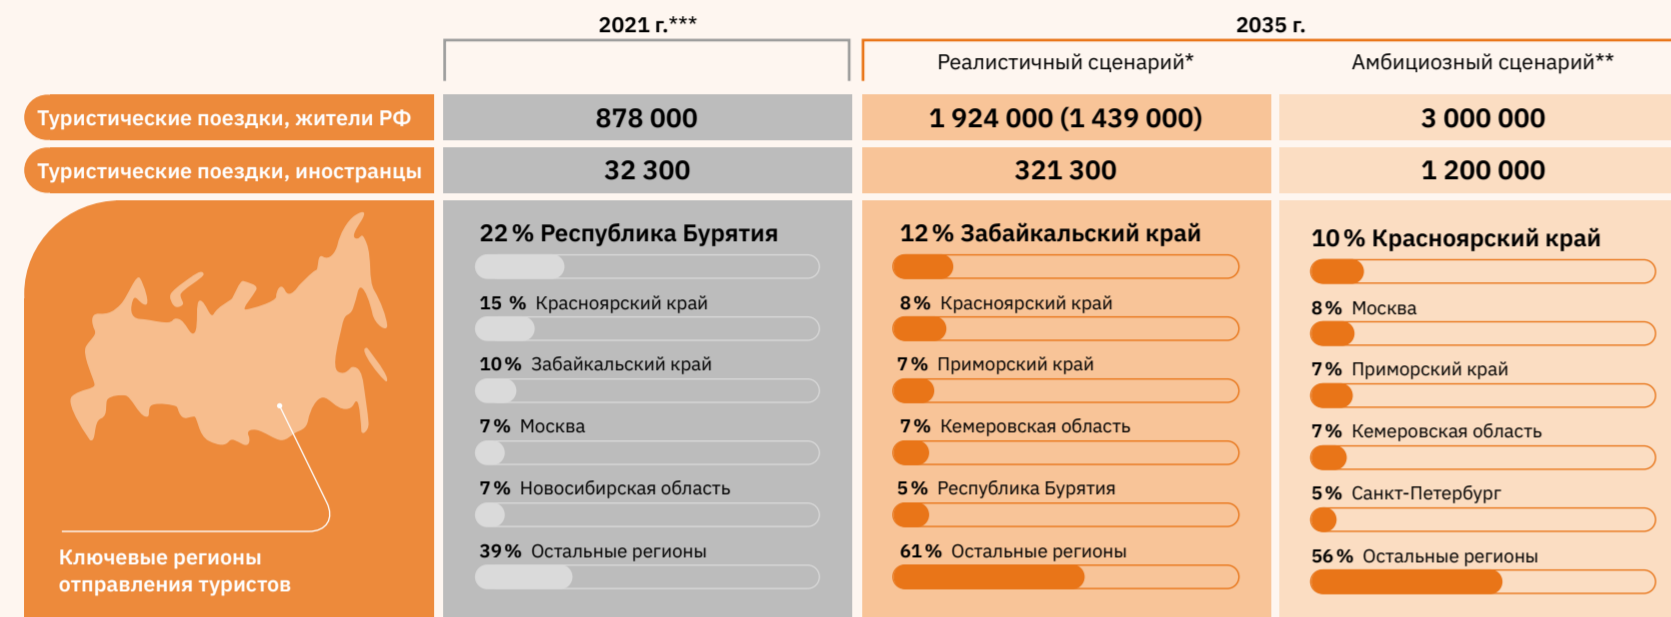 2021 г.***
2035 г.
Реалистичный сценарий*
Амбициозный сценарий**
Туристические поездки, жители РФ
878 000
1 924 000 (1 439 000)
3 000 000
Туристические поездки, иностранцы
32 300
321 300
1 200 000
Ключевые регионы
отправления туристов
22 % Республика Бурятия
15 % Красноярский край
10 % Забайкальский край
7 % Москва
7 % Новосибирская область
39 % Остальные регионы
12 % Забайкальский край
8 % Красноярский край
7 % Приморский край
7 % Кемеровская область
5 % Республика Бурятия
61 % Остальные регионы
10 % Красноярский край
8 % Москва
7 % Приморский край
7 % Кемеровская область
5 % Санкт-Петербург
56 % Остальные регионы